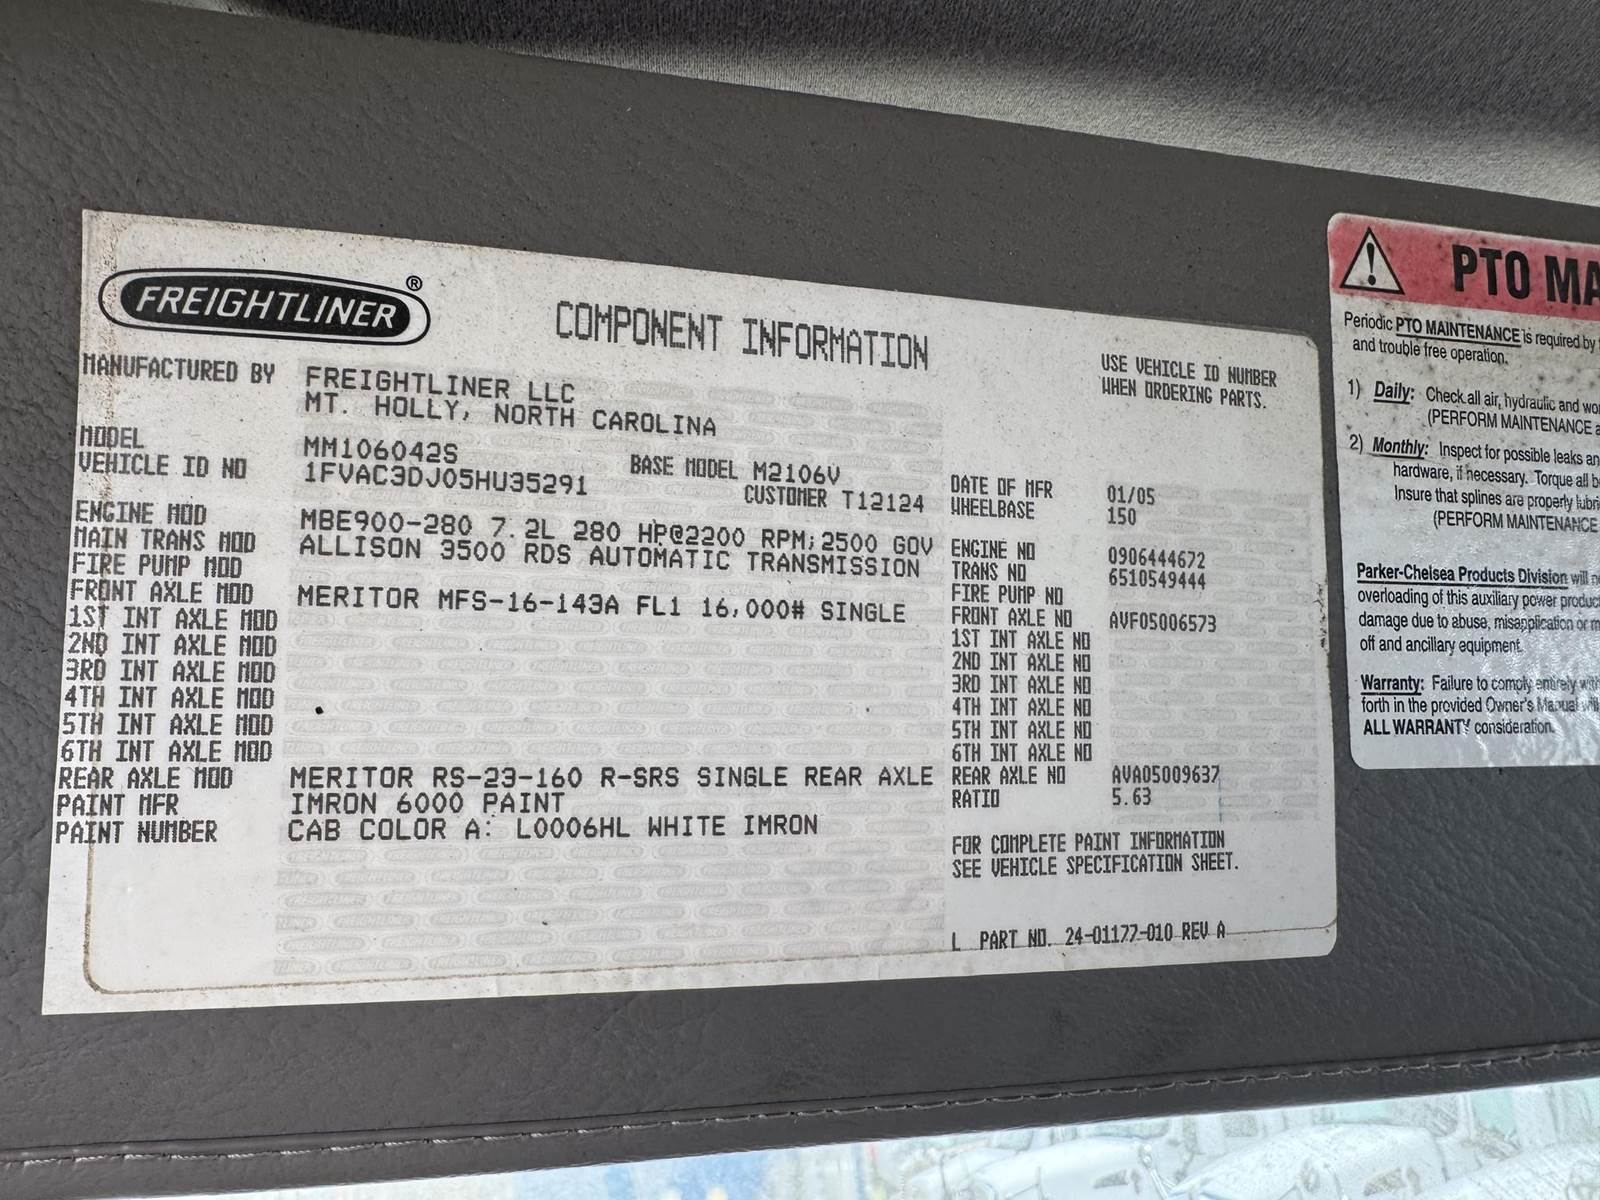 FREIGHTLINER®
COMPONENT INFORMATION
USE VEHICLE ID NUMBER
WHEN ORDERING PARTS.
MANUFACTURED BY FREIGHTLINER LLC
MT. HOLLY, NORTH CAROLINA
MODEL MM106042S BASE MODEL M2106V
VEHICLE ID NO 1FVAC3DJ05HU35291 CUSTOMER T12124
DATE OF MFR 01/05
WHEELBASE 150
ENGINE MOD MBE900-280 7.2L 280 HP@2200 RPM;2500 GOV
MAIN TRANS MOD ALLISON 3500 RDS AUTOMATIC TRANSMISSION
FIRE PUMP MOD
FRONT AXLE MOD MERITOR MFS-16-143A FL1 16,000# SINGLE
1ST INT AXLE MOD
2ND INT AXLE MOD
3RD INT AXLE MOD
4TH INT AXLE MOD
5TH INT AXLE MOD
6TH INT AXLE MOD
REAR AXLE MOD MERITOR RS-23-160 R-SRS SINGLE REAR AXLE
PAINT MFR IMRON 6000 PAINT
PAINT NUMBER CAB COLOR A: L0006HL WHITE IMRON
ENGINE NO 0906444672
TRANS NO 6510549444
FIRE PUMP NO
FRONT AXLE NO AVF05006573
1ST INT AXLE NO
2ND INT AXLE NO
3RD INT AXLE NO
4TH INT AXLE NO
5TH INT AXLE NO
6TH INT AXLE NO
REAR AXLE NO AVA05009637
RATIO 5.63
FOR COMPLETE PAINT INFORMATION
SEE VEHICLE SPECIFICATION SHEET.
L PART NO. 24-01177-010 REV A
PTO MA
Periodic PTO MAINTENANCE is required by
and trouble free operation.
1) Daily: Check all air, hydraulic and
(PERFORM MAINTENANCE
2) Monthly: Inspect for possible leaks
hardware, if necessary. Torque all
Insure that splines are properly
(PERFORM MAINTENANCE
Parker-Chelsea Products Division will
overloading of this auxiliary power
damage due to abuse, misapplication or
off and ancillary equipment.
Warranty: Failure to comply entirely
forth in the provided Owner's Manual will
ALL WARRANTY consideration.